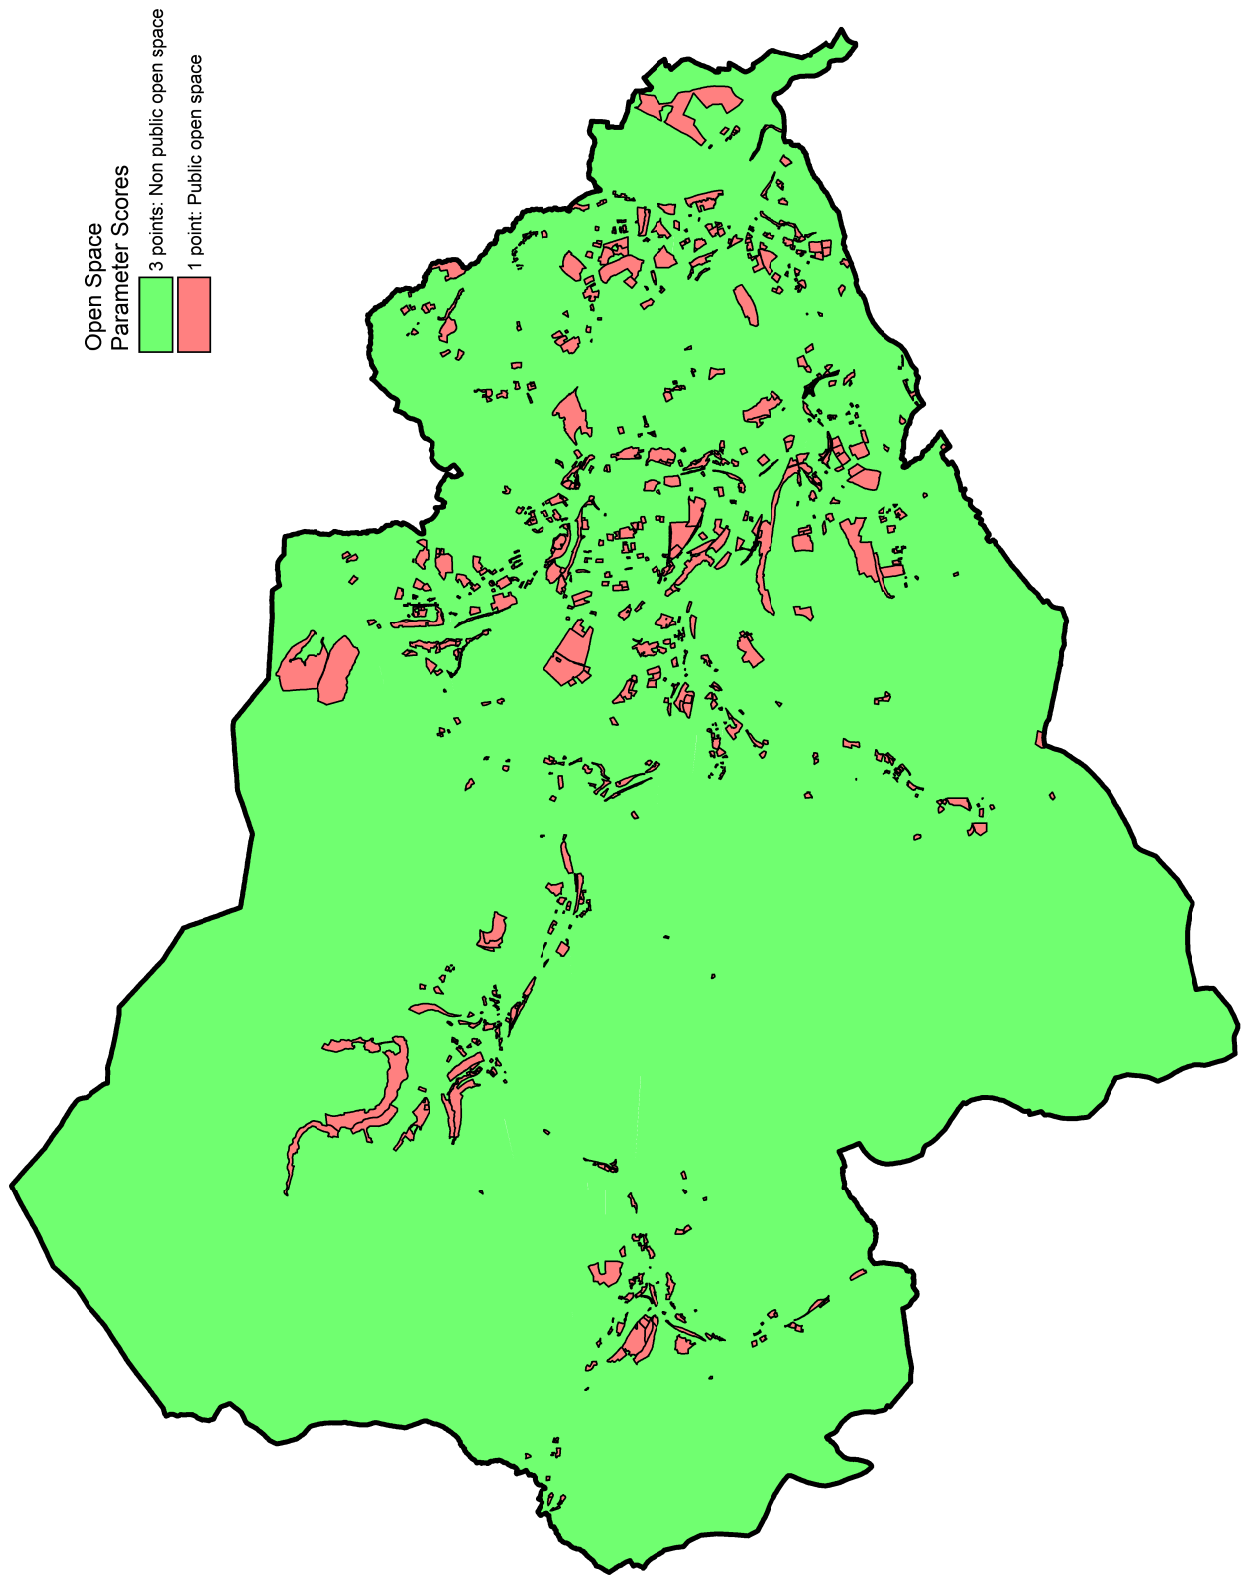 Open Space
Parameter Scores
3 points: Non public open space
1 point: Public open space